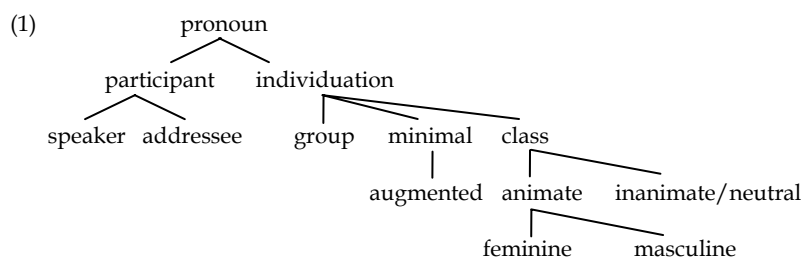 (1) pronoun
participant individuation
speaker addressee group minimal class
augmented animate inanimate/neutral
feminine masculine